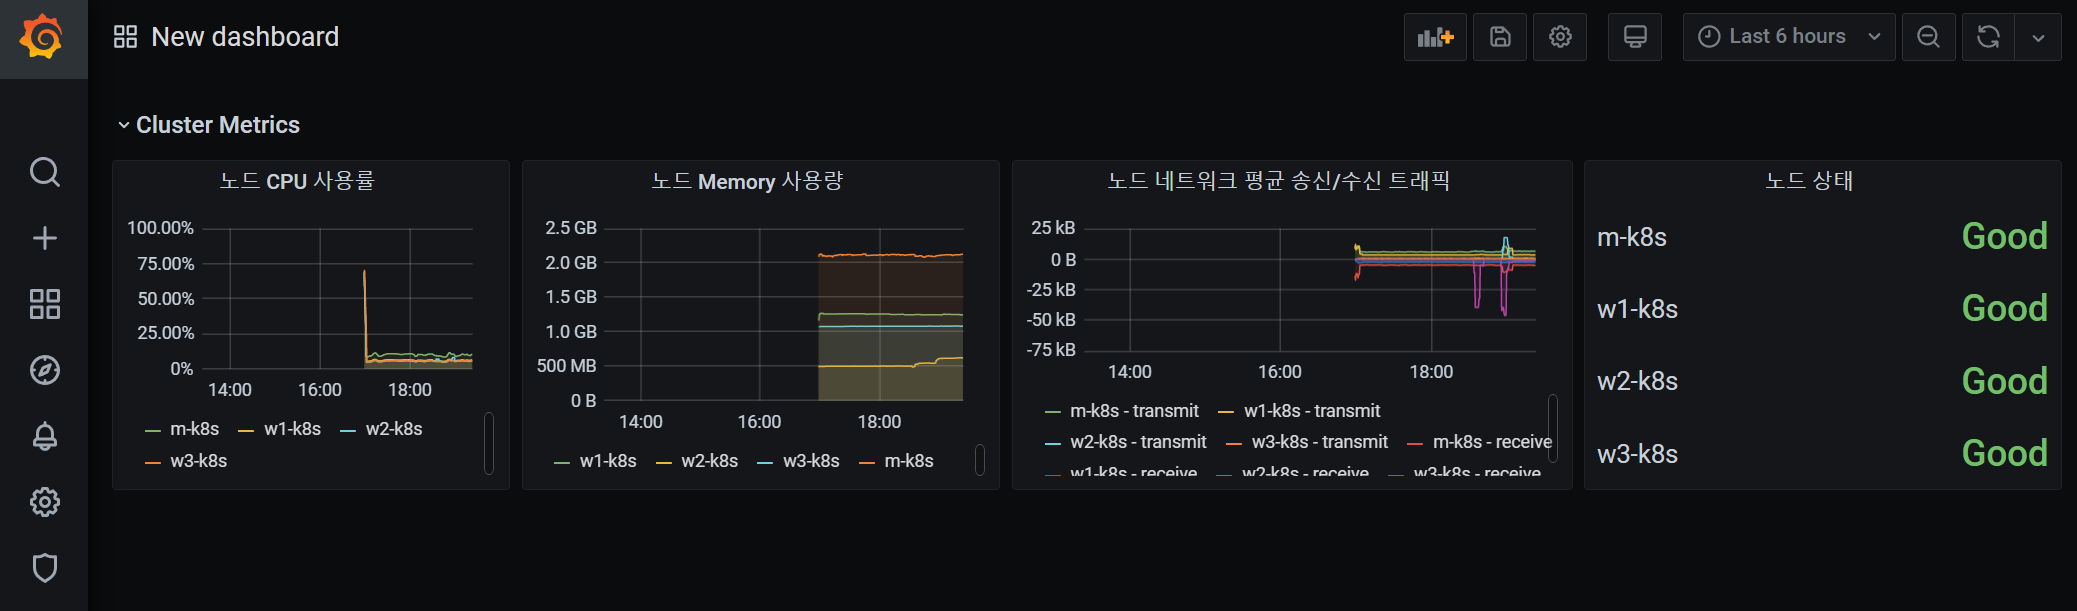 New dashboard
Last 6 hours
Cluster Metrics
노드 CPU 사용률
100.00%
75.00%
50.00%
25.00%
0%
14:00 16:00 18:00
m-k8s w1-k8s w2-k8s
w3-k8s
노드 Memory 사용량
2.5 GB
2.0 GB
1.5 GB
1.0 GB
500 MB
0 B
14:00 16:00 18:00
w1-k8s w2-k8s w3-k8s m-k8s
노드 네트워크 평균 송신/수신 트래픽
25 kB
0 B
-25 kB
-50 kB
-75 kB
14:00 16:00 18:00
m-k8s - transmit w1-k8s - transmit
w2-k8s - transmit w3-k8s - transmit m-k8s - receive
w1-k8s - receive w2-k8s - receive w3-k8s - receive
노드 상태
m-k8s Good
w1-k8s Good
w2-k8s Good
w3-k8s Good